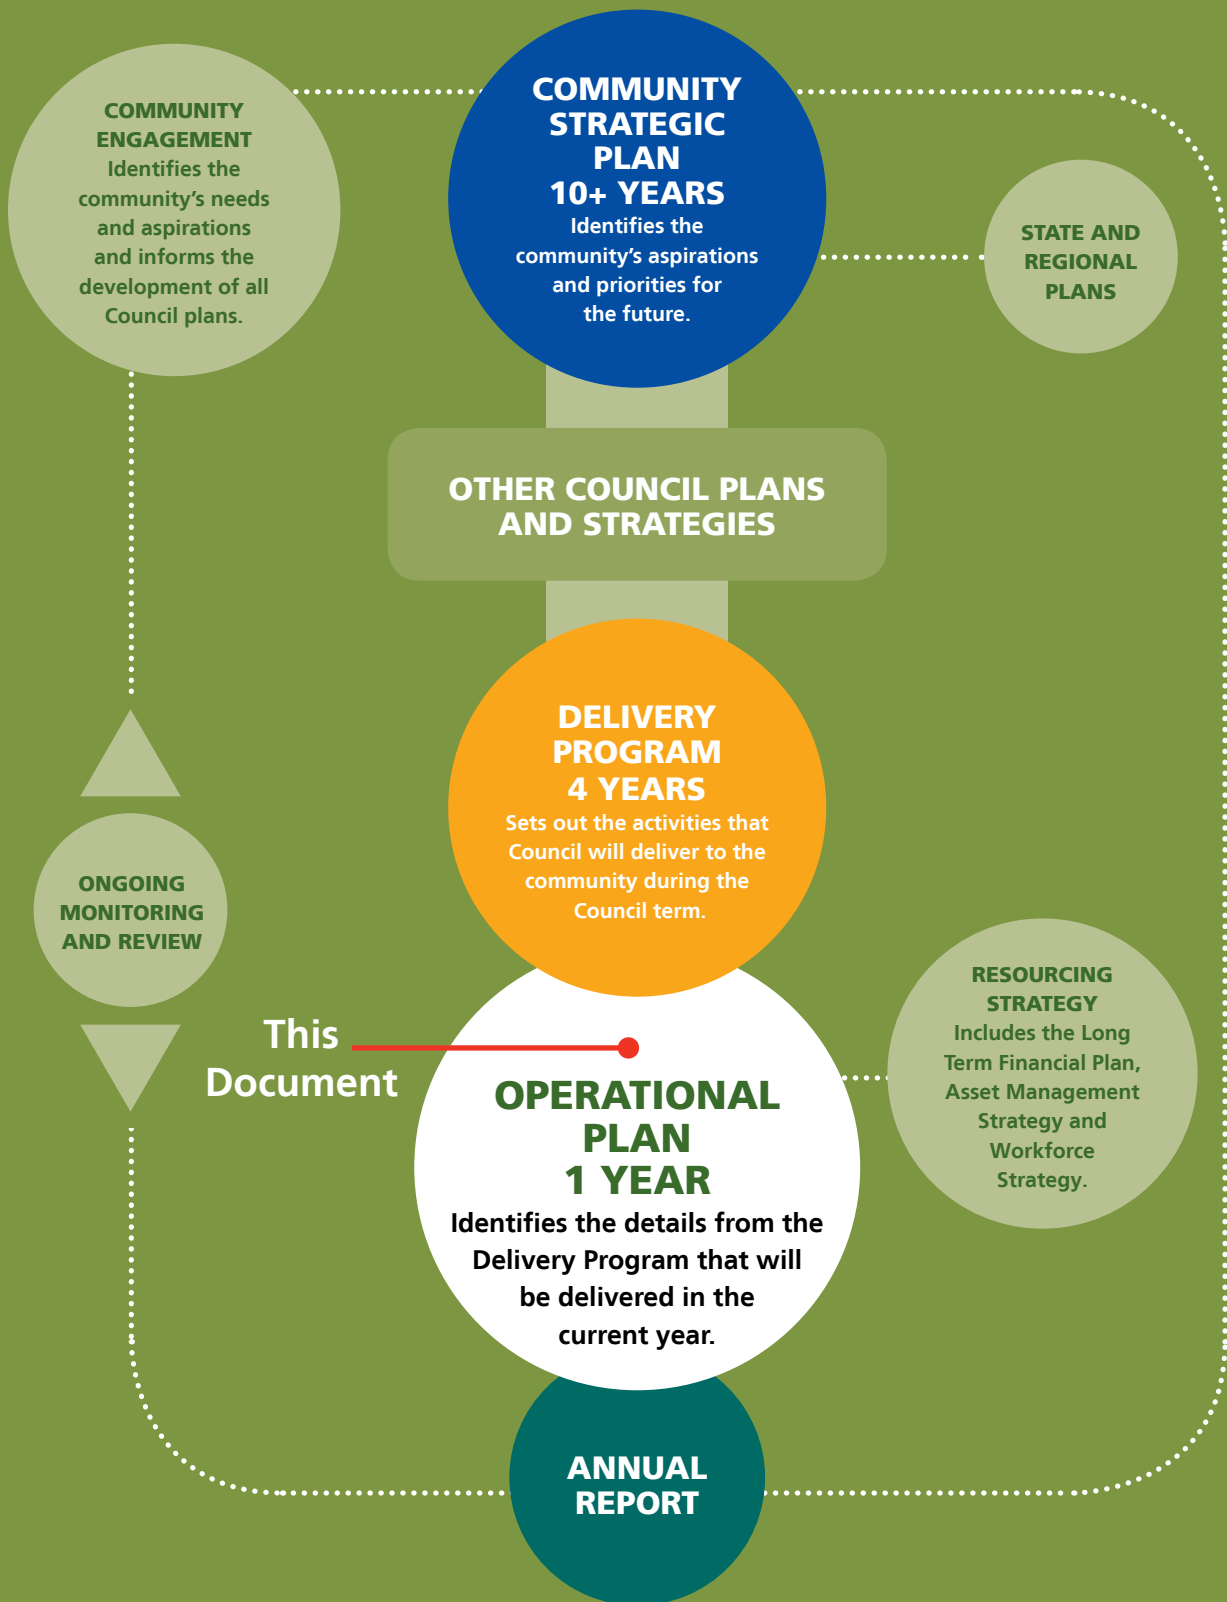 COMMUNITY
ENGAGEMENT
Identifies the
community's needs
and aspirations
and informs the
development of all
Council plans.
COMMUNITY
STRATEGIC
PLAN
10+ YEARS
Identifies the
community's aspirations
and priorities for
the future.
STATE AND
REGIONAL
PLANS
OTHER COUNCIL PLANS
AND STRATEGIES
DELIVERY
PROGRAM
4 YEARS
Sets out the activities that
Council will deliver to the
community during the
Council term.
ONGOING
MONITORING
AND REVIEW
This
Document
OPERATIONAL
PLAN
1 YEAR
Identifies the details from the
Delivery Program that will
be delivered in the
current year.
RESOURCING
STRATEGY
Includes the Long
Term Financial Plan,
Asset Management
Strategy and
Workforce
Strategy.
ANNUAL
REPORT